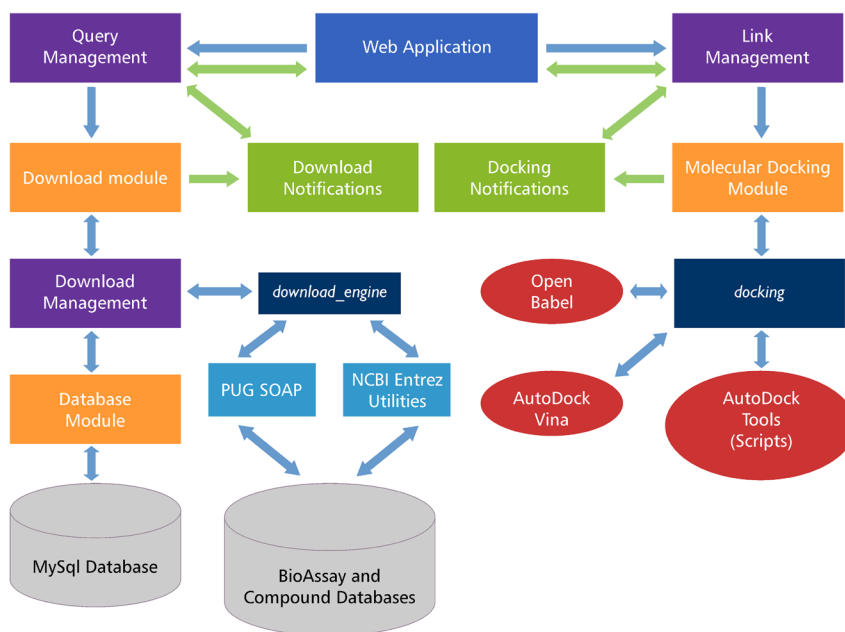 Query
Management
Web Application
Link
Management
Download module
Download
Notifications
Docking
Notifications
Molecular Docking
Module
Download
Management
download_engine
Open
Babel
docking
PUG SOAP
NCBI Entrez
Utilities
Database
Module
AutoDock
Vina
AutoDock
Tools
(Scripts)
MySql Database
BioAssay and
Compound Databases